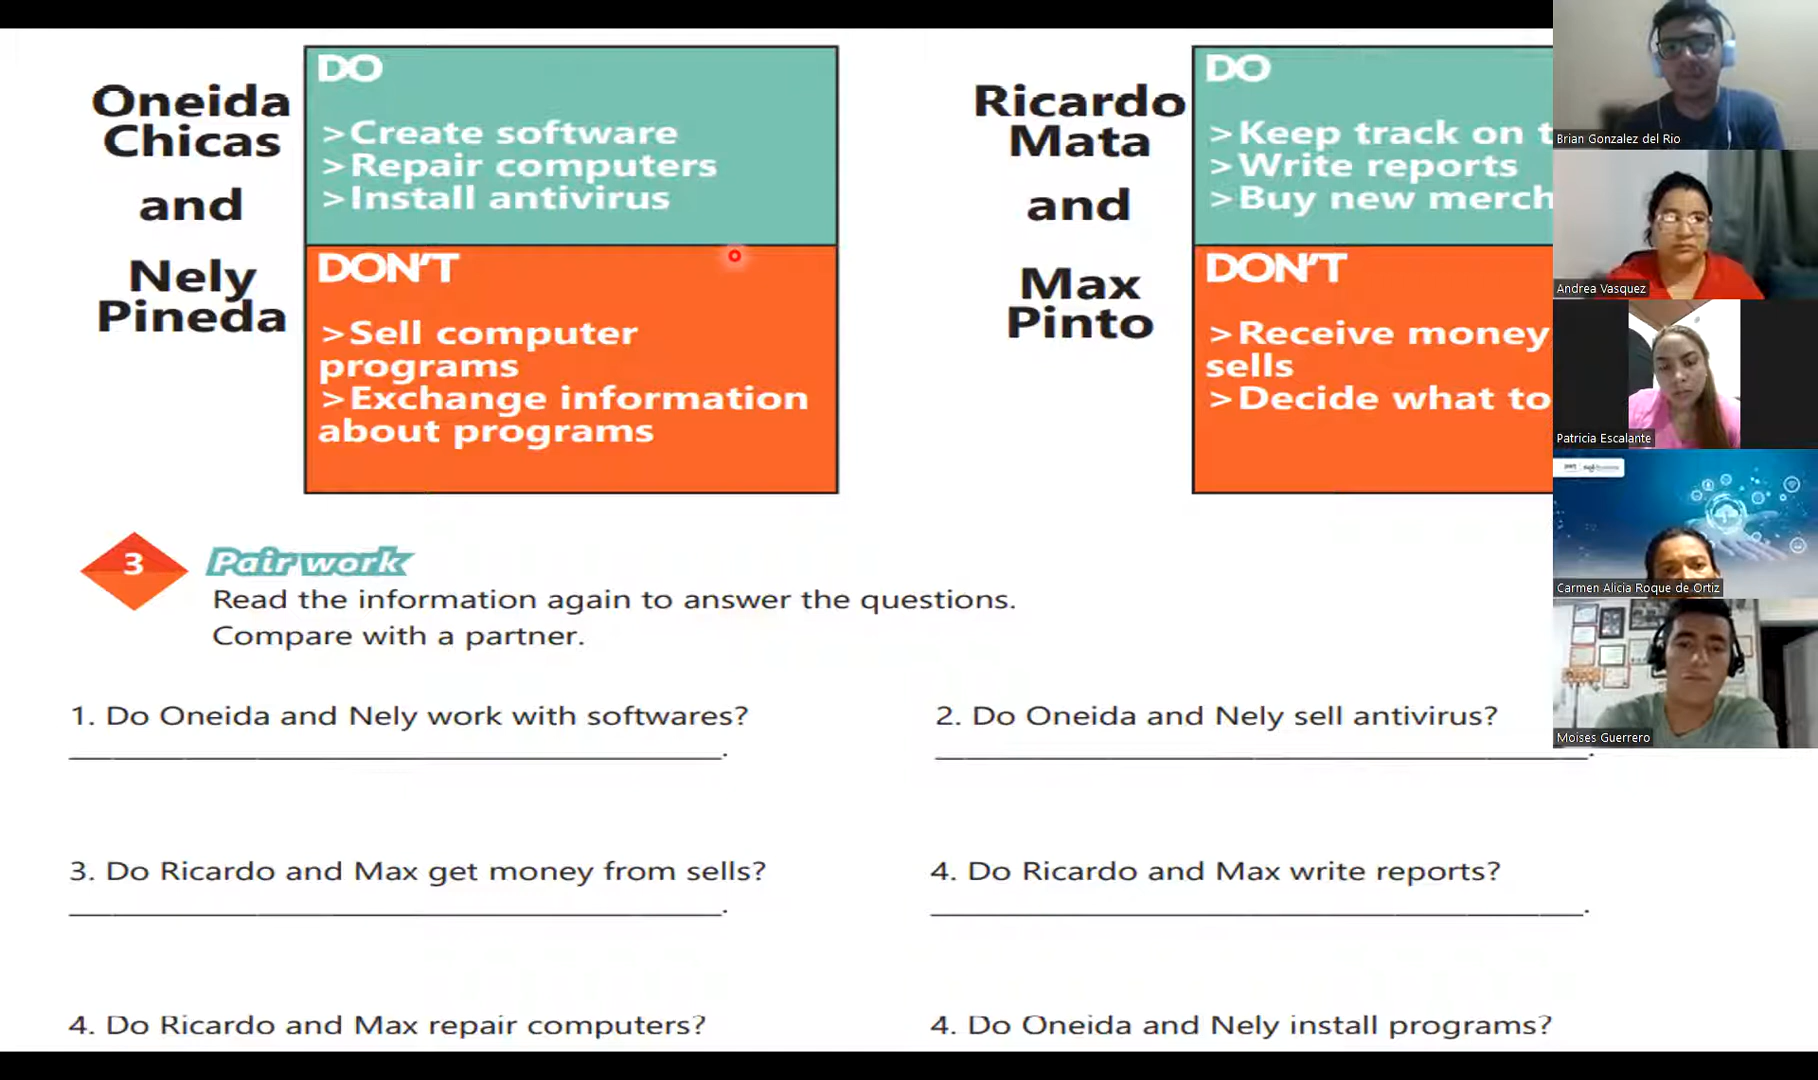 Oneida
Chicas
and
Nely
Pineda
DO
>Create software
>Repair computers
>Install antivirus
DON'T
>Sell computer
programs
>Exchange information
about programs
Ricardo
Mata
and
Max
Pinto
DO
>Keep track on t
>Write reports
>Buy new merch
DON'T
>Receive money
sells
>Decide what to
3
Pair work
Read the information again to answer the questions.
Compare with a partner.
1. Do Oneida and Nely work with softwares?
2. Do Oneida and Nely sell antivirus?
3. Do Ricardo and Max get money from sells?
4. Do Ricardo and Max write reports?
4. Do Ricardo and Max repair computers?
4. Do Oneida and Nely install programs?
Brian Gonzalez del Rio
Andrea Vasquez
Patricia Escalante
Carmen Alicia Roque de Ortiz
Moises Guerrero